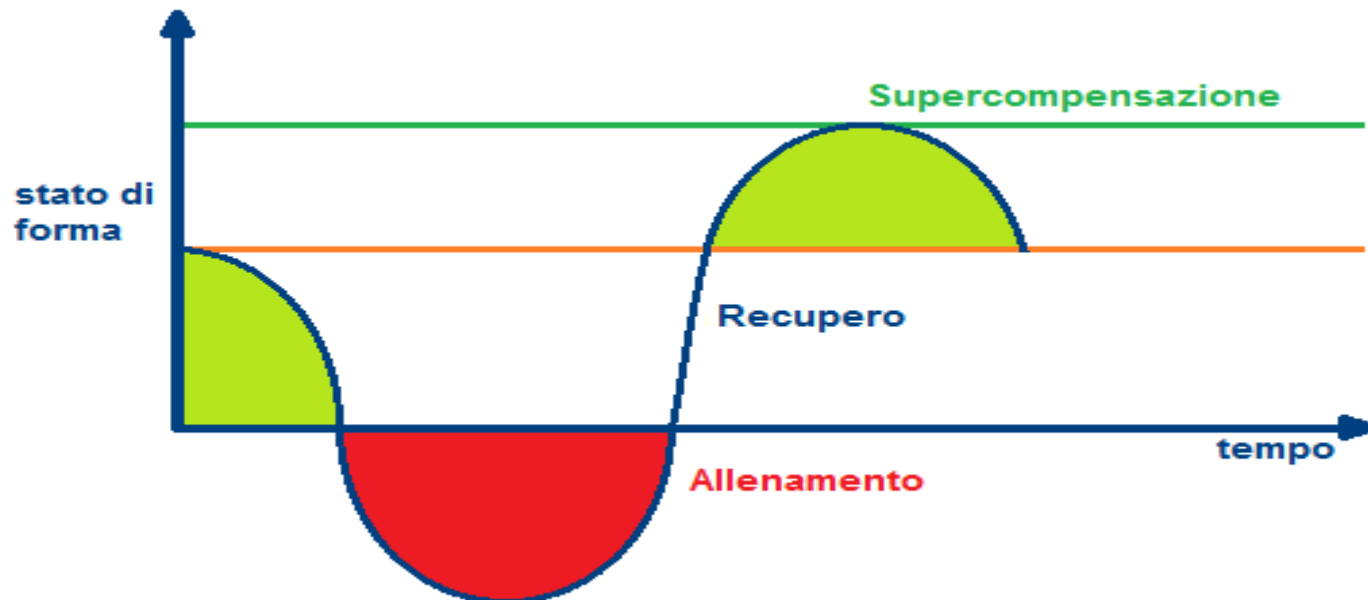 Supercompensazione
stato di
forma
Recupero
tempo
Allenamento